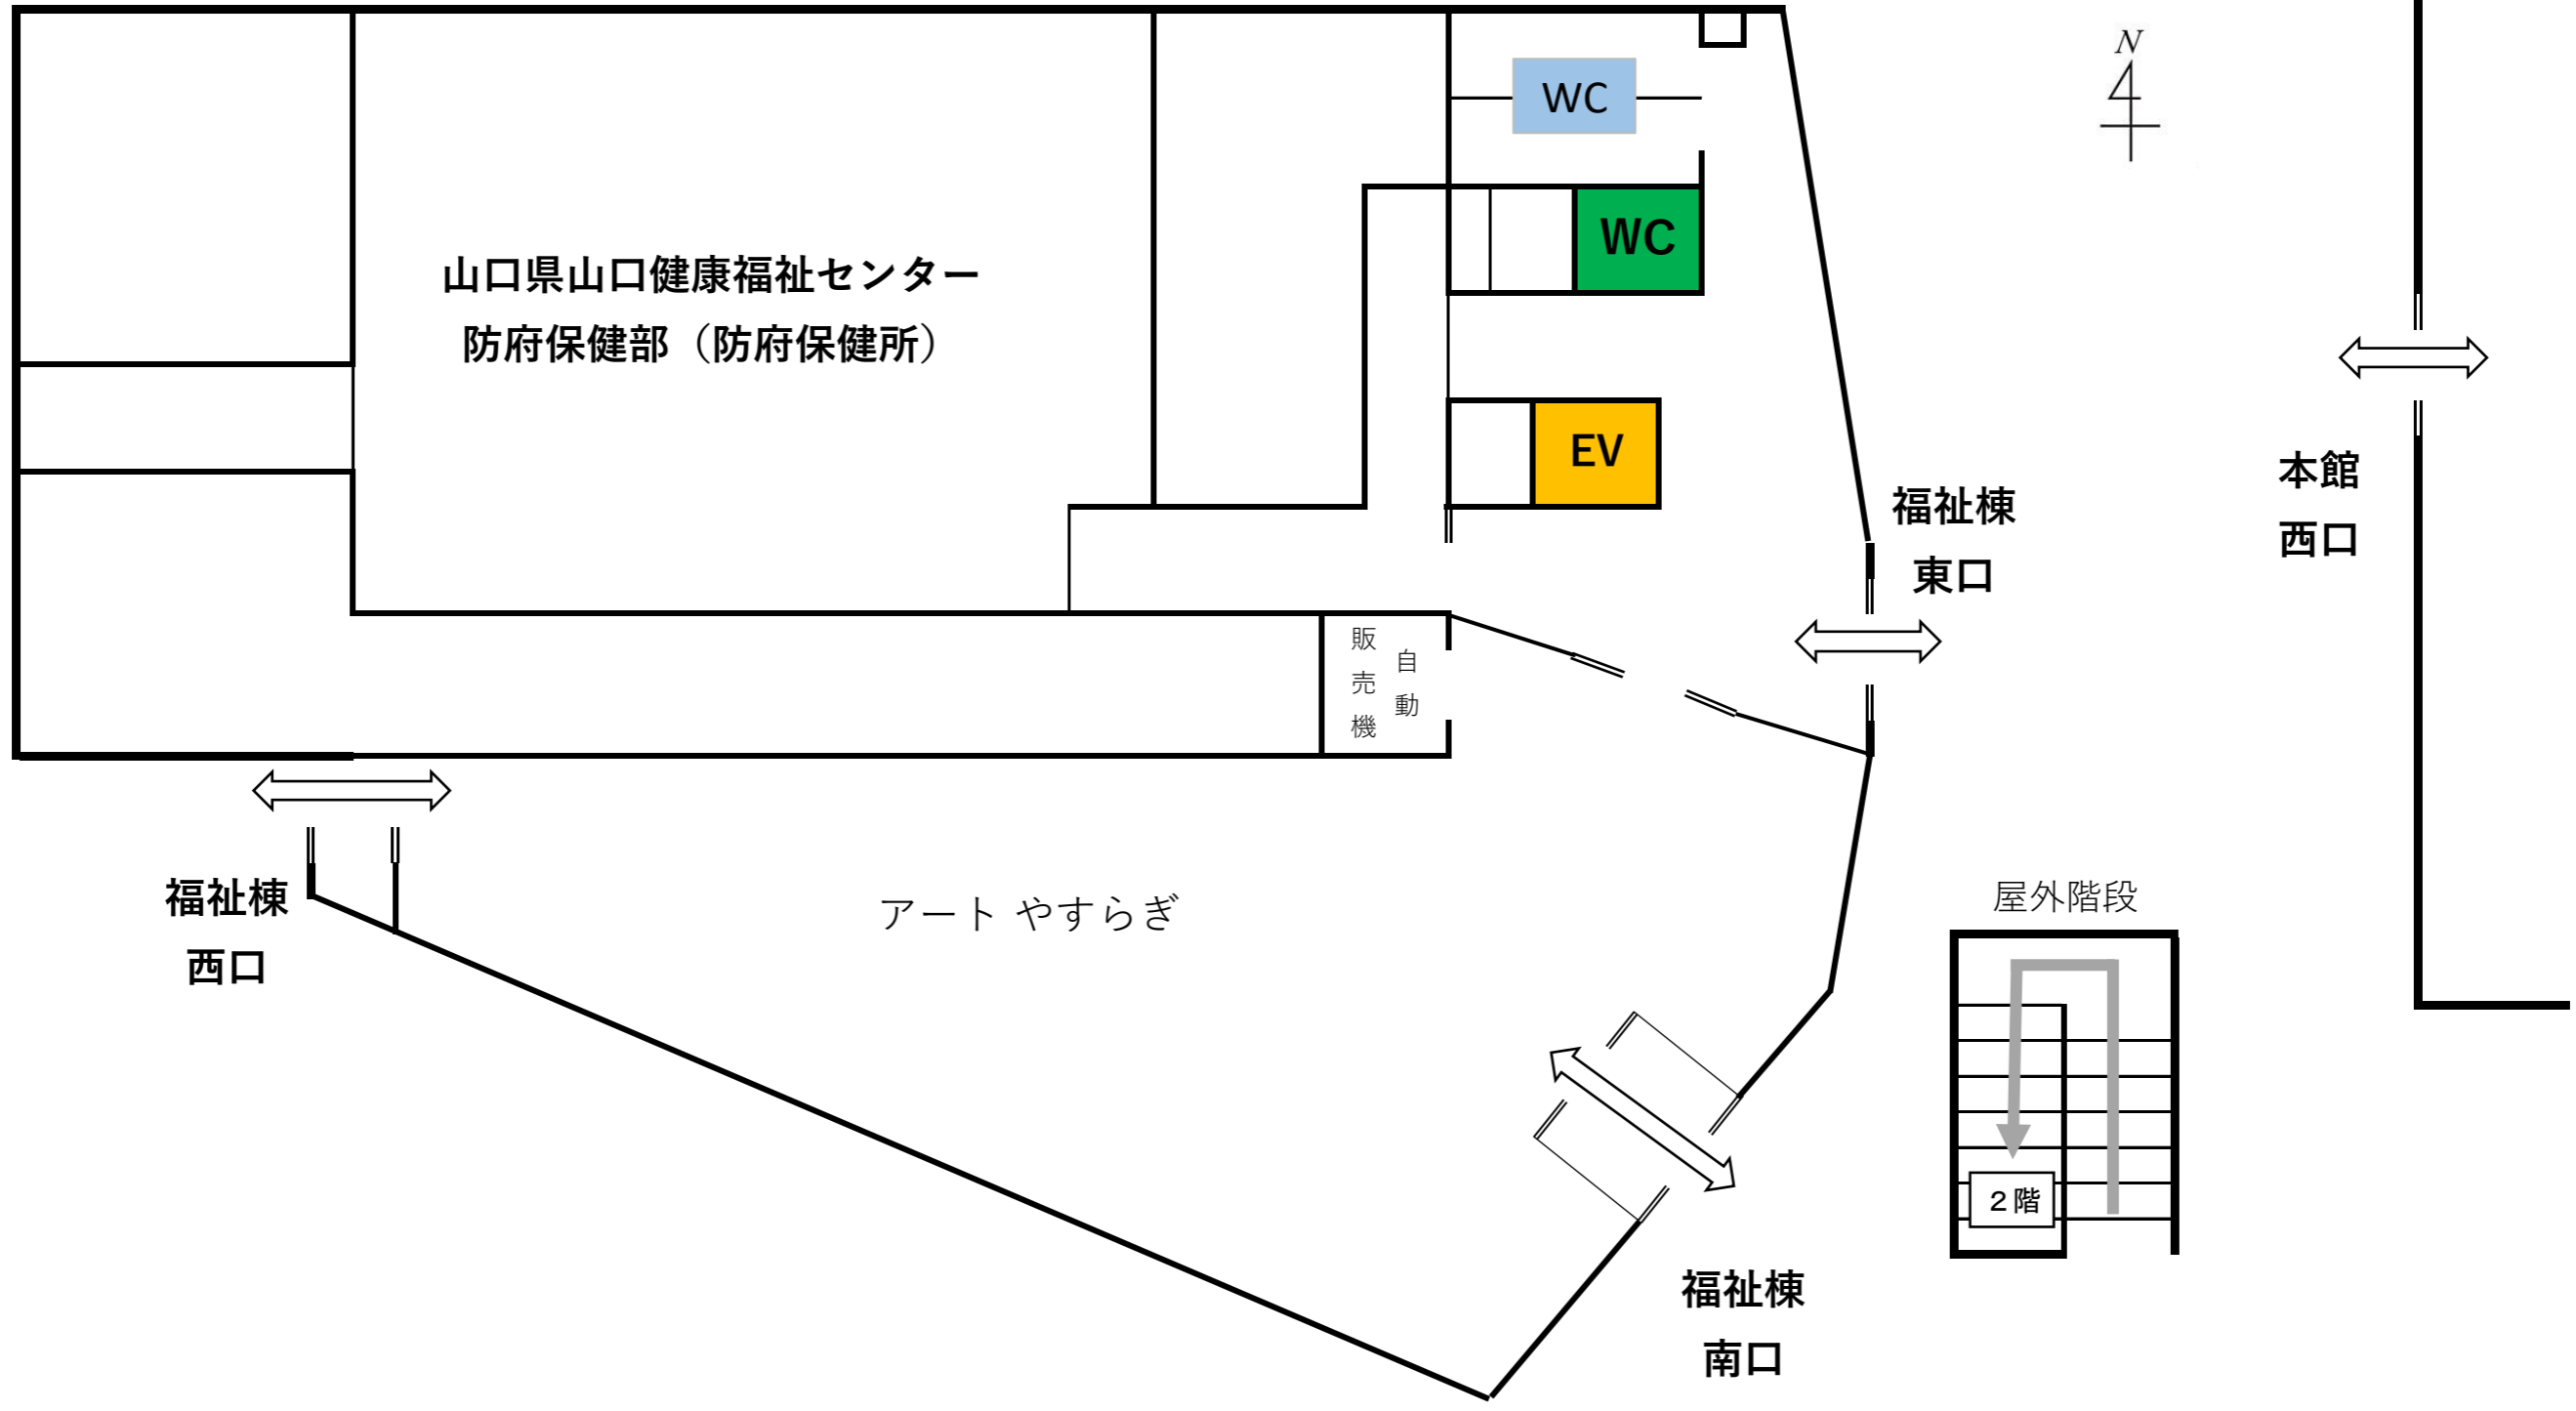 N
WC
WC
山口県山口健康福祉センター
防府保健部（防府保健所）
EV
本館
西口
福祉棟
東口
自動
販売機
福祉棟
西口
アート やすらぎ
屋外階段
２階
福祉棟
南口